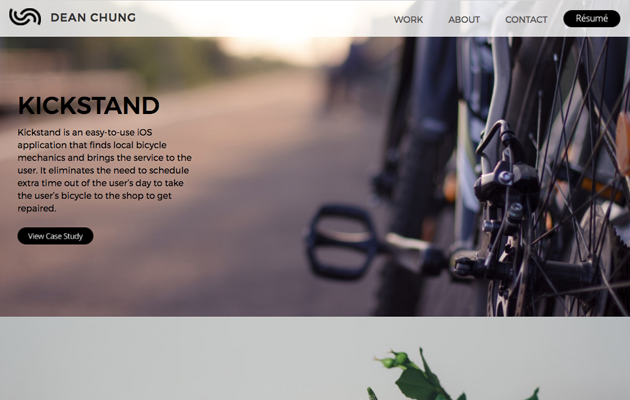 DEAN CHUNG
WORK ABOUT CONTACT Résumé
KICKSTAND
Kickstand is an easy-to-use iOS
application that finds local bicycle
mechanics and brings the service to the
user. It eliminates the need to schedule
extra time out of the user's day to take
the user's bicycle to the shop to get
repaired.
View Case Study